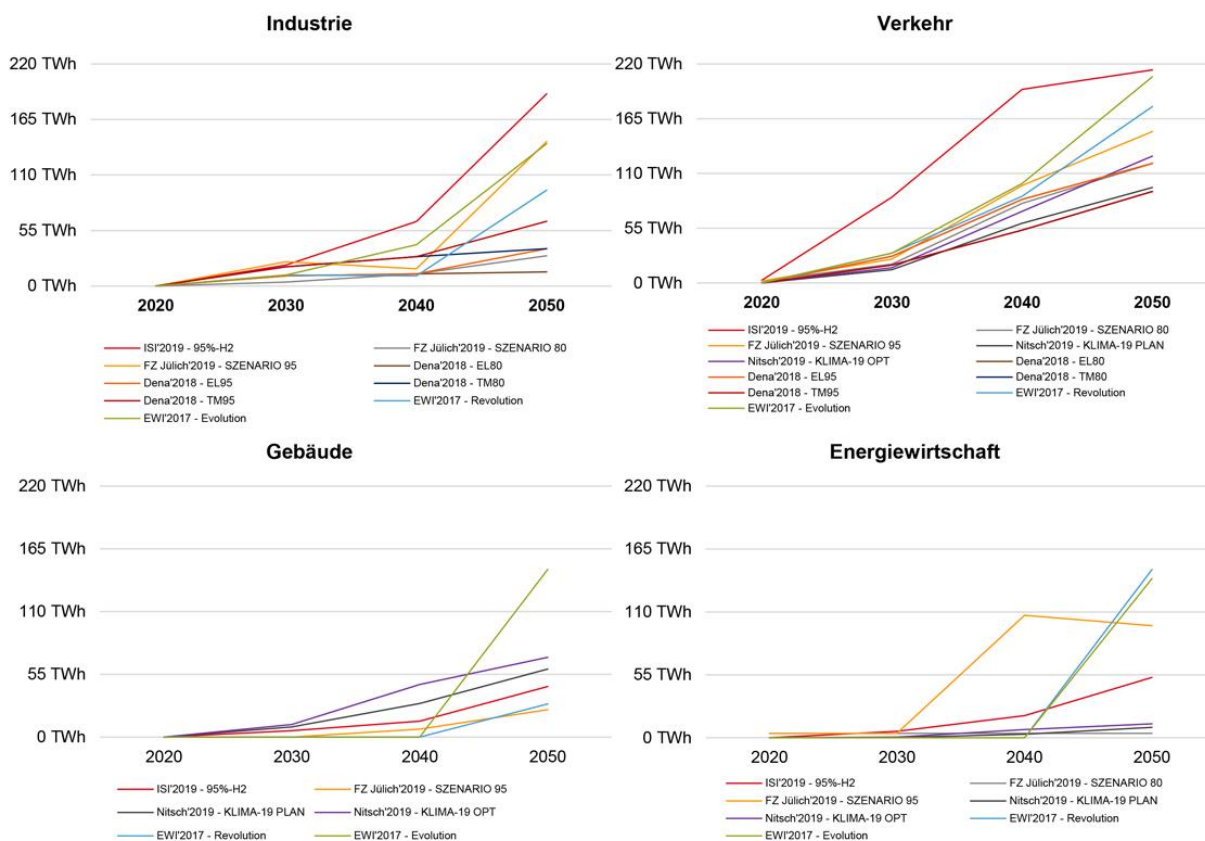 Industrie
220 TWh
165 TWh
110 TWh
55 TWh
0 TWh
2020 2030 2040 2050
ISI'2019 - 95%-H2 FZ Jülich'2019 - SZENARIO 80
FZ Jülich'2019 - SZENARIO 95 Dena'2018 - EL80
Dena'2018 - EL95 Dena'2018 - TM80
Dena'2018 - TM95 EWI'2017 - Revolution
EWI'2017 - Evolution
Verkehr
220 TWh
165 TWh
110 TWh
55 TWh
0 TWh
2020 2030 2040 2050
ISI'2019 - 95%-H2 FZ Jülich'2019 - SZENARIO 80
FZ Jülich'2019 - SZENARIO 95 Nitsch'2019 - KLIMA-19 PLAN
Nitsch'2019 - KLIMA-19 OPT Dena'2018 - EL80
Dena'2018 - EL95 Dena'2018 - TM80
Dena'2018 - TM95 EWI'2017 - Revolution
EWI'2017 - Evolution
Gebäude
220 TWh
165 TWh
110 TWh
55 TWh
0 TWh
2020 2030 2040 2050
ISI'2019 - 95%-H2 FZ Jülich'2019 - SZENARIO 95
Nitsch'2019 - KLIMA-19 PLAN Nitsch'2019 - KLIMA-19 OPT
EWI'2017 - Revolution EWI'2017 - Evolution
Energiewirtschaft
220 TWh
165 TWh
110 TWh
55 TWh
0 TWh
2020 2030 2040 2050
ISI'2019 - 95%-H2 FZ Jülich'2019 - SZENARIO 80
FZ Jülich'2019 - SZENARIO 95 Nitsch'2019 - KLIMA-19 PLAN
Nitsch'2019 - KLIMA-19 OPT EWI'2017 - Revolution
EWI'2017 - Evolution